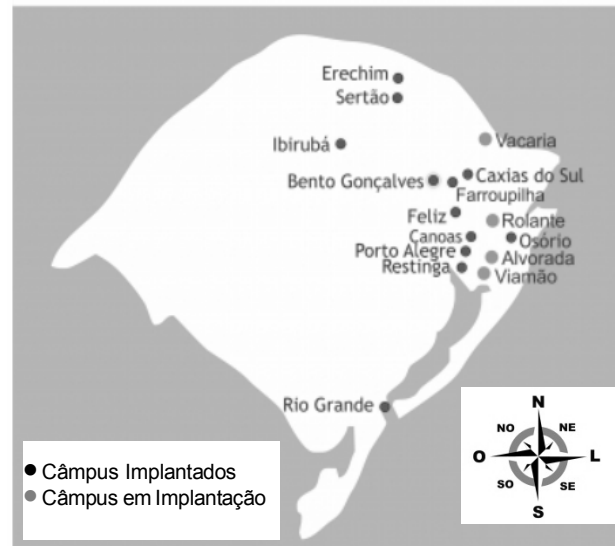 Erechim
Sertão
Ibirubá
Vacaria
Bento Gonçalves
Caxias do Sul
Farroupilha
Feliz
Rolante
Canoas
Osório
Porto Alegre
Alvorada
Restinga
Viamão
Rio Grande
N
NO
NE
O
L
SO
SE
S
Câmpus Implantados
Câmpus em Implantação